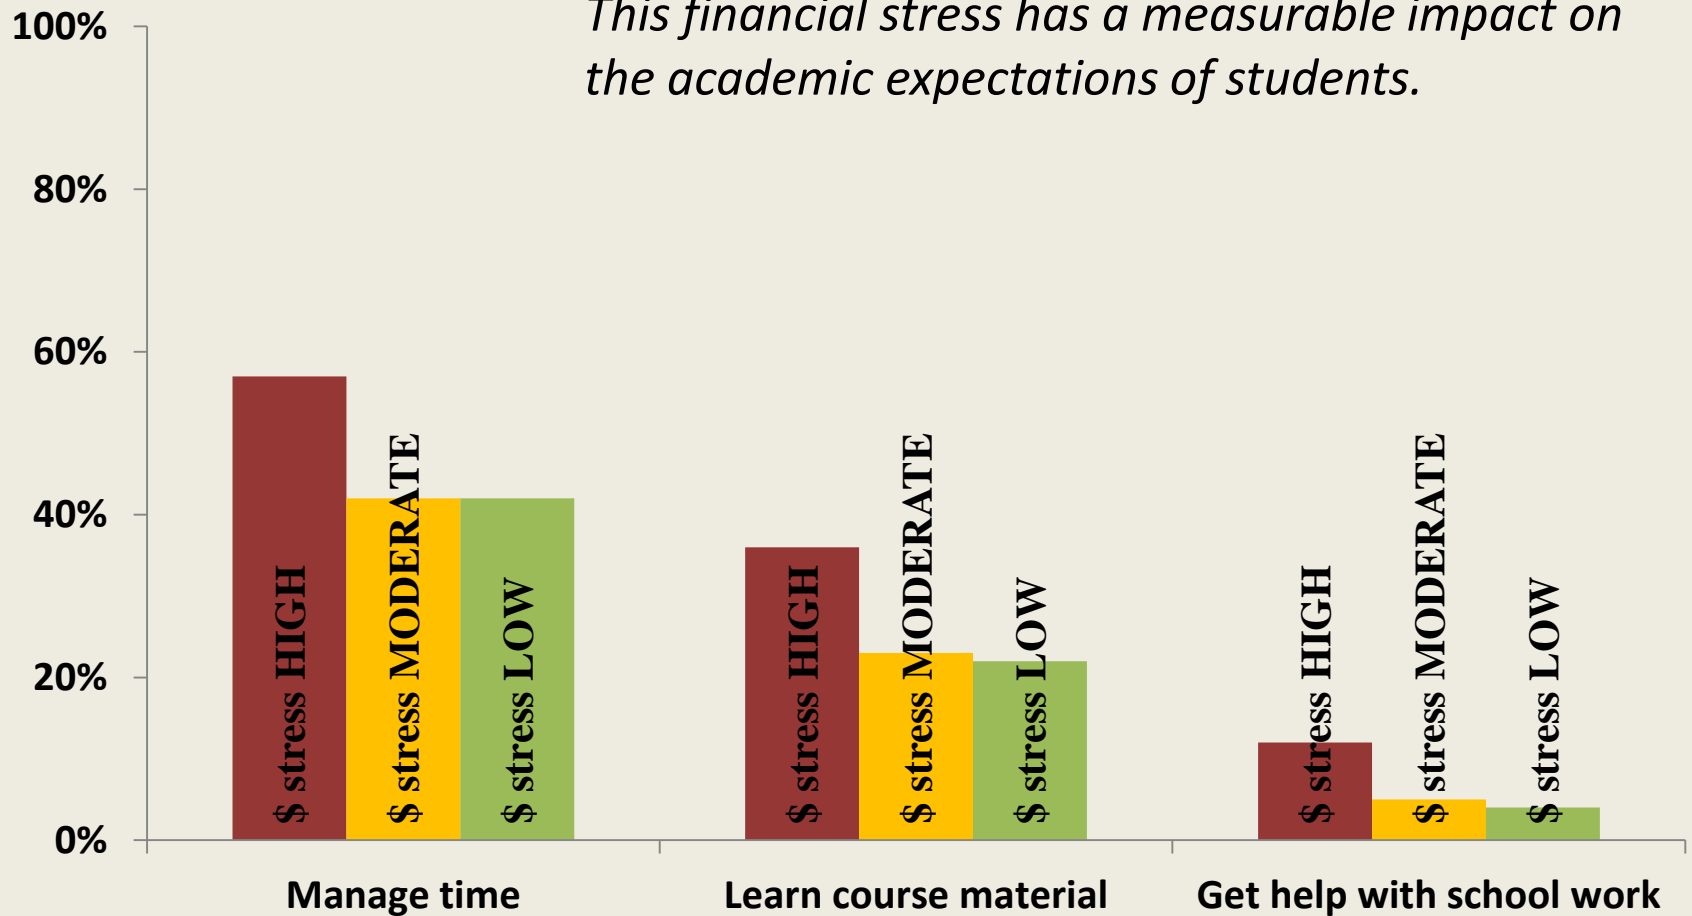 This financial stress has a measurable impact on
the academic expectations of students.
100%
80%
60%
40%
20%
0%
$ stress HIGH
$ stress MODERATE
$ stress LOW
$ stress HIGH
$ stress MODERATE
$ stress LOW
$ stress HIGH
$ stress MODERATE
$ stress LOW
Manage time
Learn course material
Get help with school work